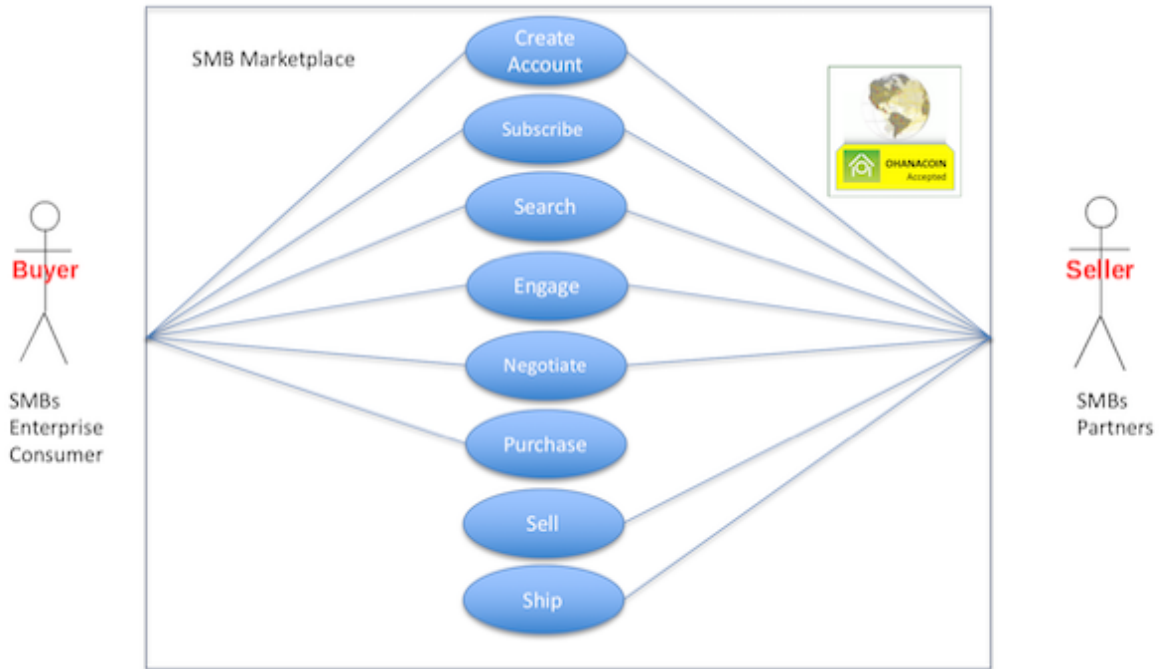 SMB Marketplace
Create
Account
Subscribe
Search
Engage
Negotiate
Purchase
Sell
Ship
OHANACOIN
Accepted
Buyer
SMBs
Enterprise
Consumer
Seller
SMBs
Partners